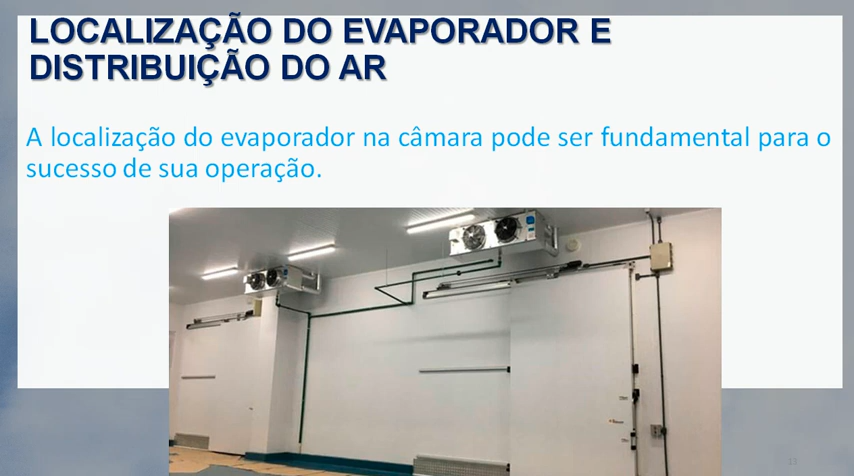 LOCALIZAÇÃO DO EVAPORADOR E
DISTRIBUIÇÃO DO AR
A localização do evaporador na câmara pode ser fundamental para o
sucesso de sua operação.
13